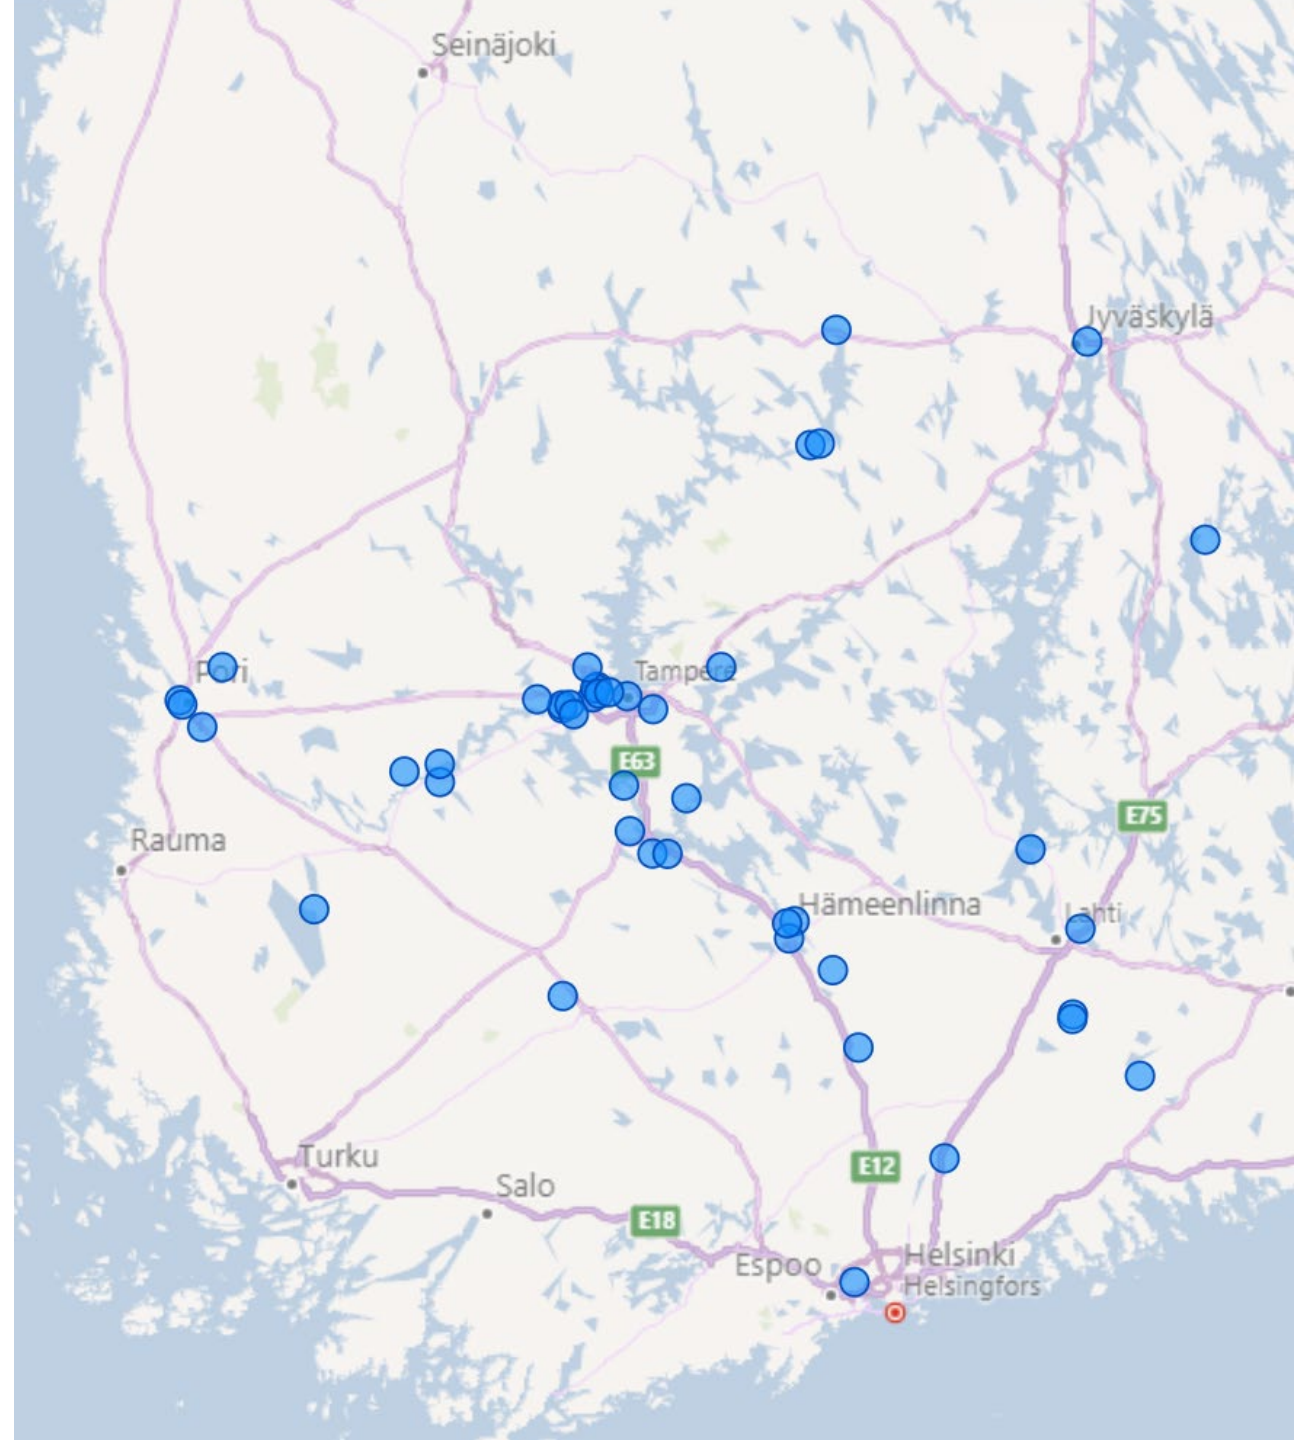 Seinäjoki
Jyväskylä
Pori
Tampere
E63
E75
Rauma
Hämeenlinna
Lahti
Turku
E12
Salo
E18
Espoo
Helsinki
Helsingfors